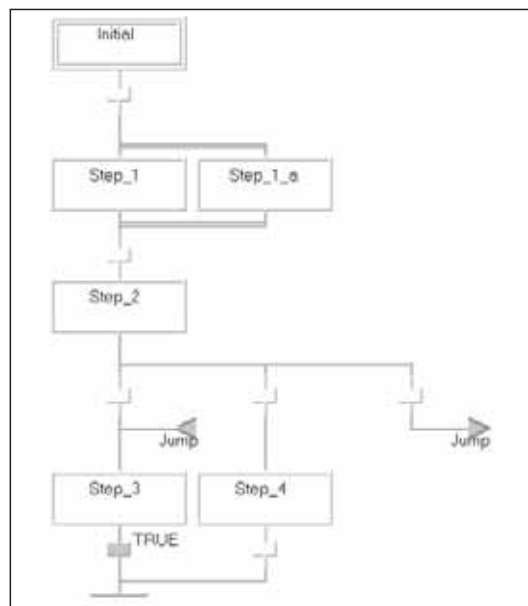 Initial
Step_1
Step_1_a
Step_2
Jump
Jump
Step_3
Step_4
TRUE